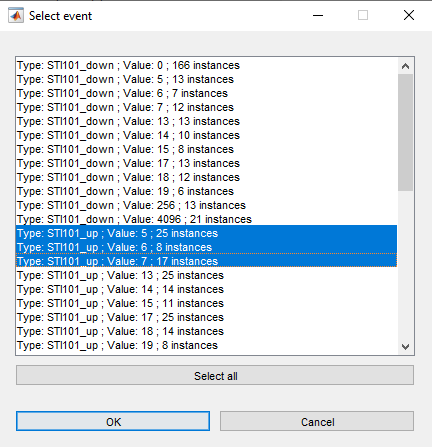 Select event
Type: STI101_down ; Value: 0 ; 166 instances
Type: STI101_down ; Value: 5 ; 13 instances
Type: STI101_down ; Value: 6 ; 7 instances
Type: STI101_down ; Value: 7 ; 12 instances
Type: STI101_down ; Value: 13 ; 13 instances
Type: STI101_down ; Value: 14 ; 10 instances
Type: STI101_down ; Value: 15 ; 8 instances
Type: STI101_down ; Value: 17 ; 13 instances
Type: STI101_down ; Value: 18 ; 12 instances
Type: STI101_down ; Value: 19 ; 6 instances
Type: STI101_down ; Value: 256 ; 13 instances
Type: STI101_down ; Value: 4096 ; 21 instances
Type: STI101_up ; Value: 5 ; 25 instances
Type: STI101_up ; Value: 6 ; 8 instances
Type: STI101_up ; Value: 7 ; 17 instances
Type: STI101_up ; Value: 13 ; 25 instances
Type: STI101_up ; Value: 14 ; 14 instances
Type: STI101_up ; Value: 15 ; 11 instances
Type: STI101_up ; Value: 17 ; 25 instances
Type: STI101_up ; Value: 18 ; 14 instances
Type: STI101_up ; Value: 19 ; 8 instances
Select all
OK
Cancel